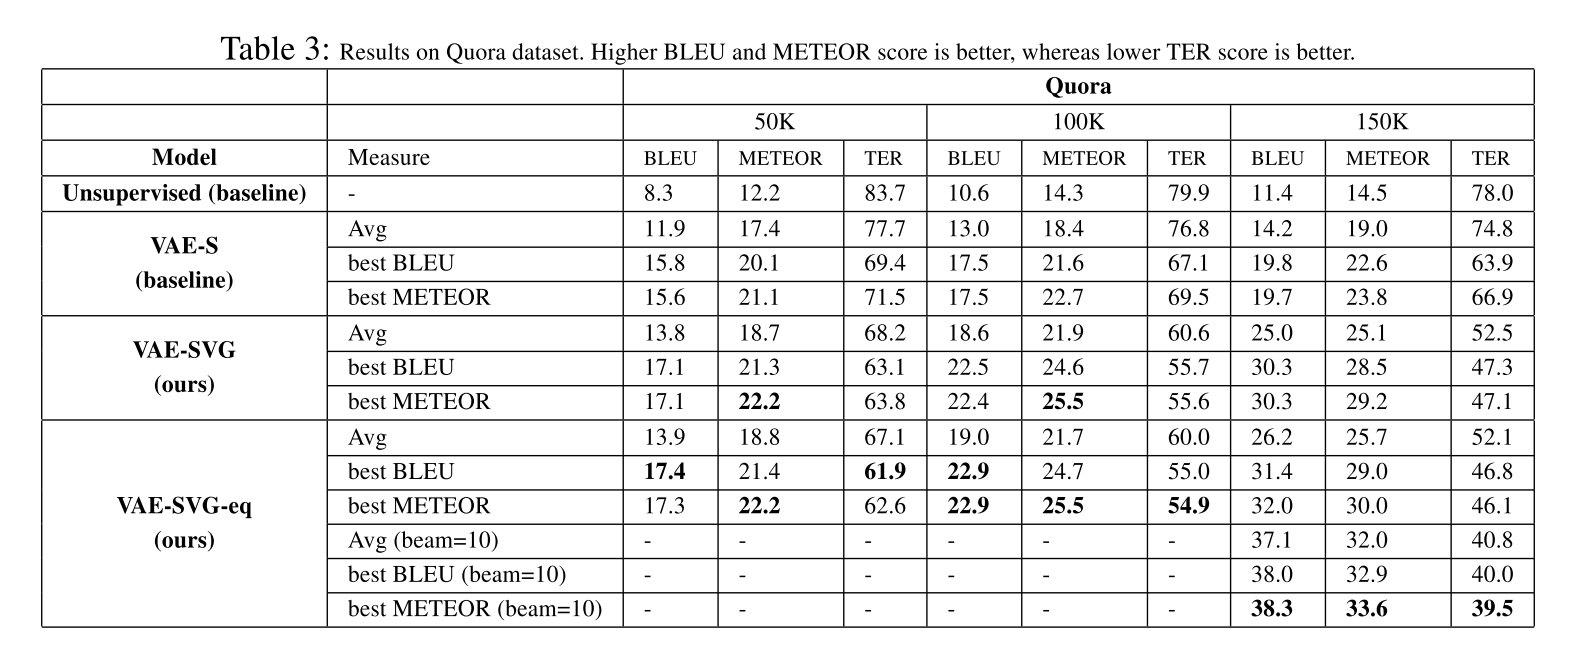 Table 3: Results on Quora dataset. Higher BLEU and METEOR score is better, whereas lower TER score is better.
Quora
50K 100K 150K
Model Measure BLEU METEOR TER BLEU METEOR TER BLEU METEOR TER
Unsupervised (baseline) - 8.3 12.2 83.7 10.6 14.3 79.9 11.4 14.5 78.0
VAE-S
(baseline)
Avg 11.9 17.4 77.7 13.0 18.4 76.8 14.2 19.0 74.8
best BLEU 15.8 20.1 69.4 17.5 21.6 67.1 19.8 22.6 63.9
best METEOR 15.6 21.1 71.5 17.5 22.7 69.5 19.7 23.8 66.9
VAE-SVG
(ours)
Avg 13.8 18.7 68.2 18.6 21.9 60.6 25.0 25.1 52.5
best BLEU 17.1 21.3 63.1 22.5 24.6 55.7 30.3 28.5 47.3
best METEOR 17.1 22.2 63.8 22.4 25.5 55.6 30.3 29.2 47.1
VAE-SVG-eq
(ours)
Avg 13.9 18.8 67.1 19.0 21.7 60.0 26.2 25.7 52.1
best BLEU 17.4 21.4 61.9 22.9 24.7 55.0 31.4 29.0 46.8
best METEOR 17.3 22.2 62.6 22.9 25.5 54.9 32.0 30.0 46.1
Avg (beam=10) - - - - - - 37.1 32.0 40.8
best BLEU (beam=10) - - - - - - 38.0 32.9 40.0
best METEOR (beam=10) - - - - - - 38.3 33.6 39.5